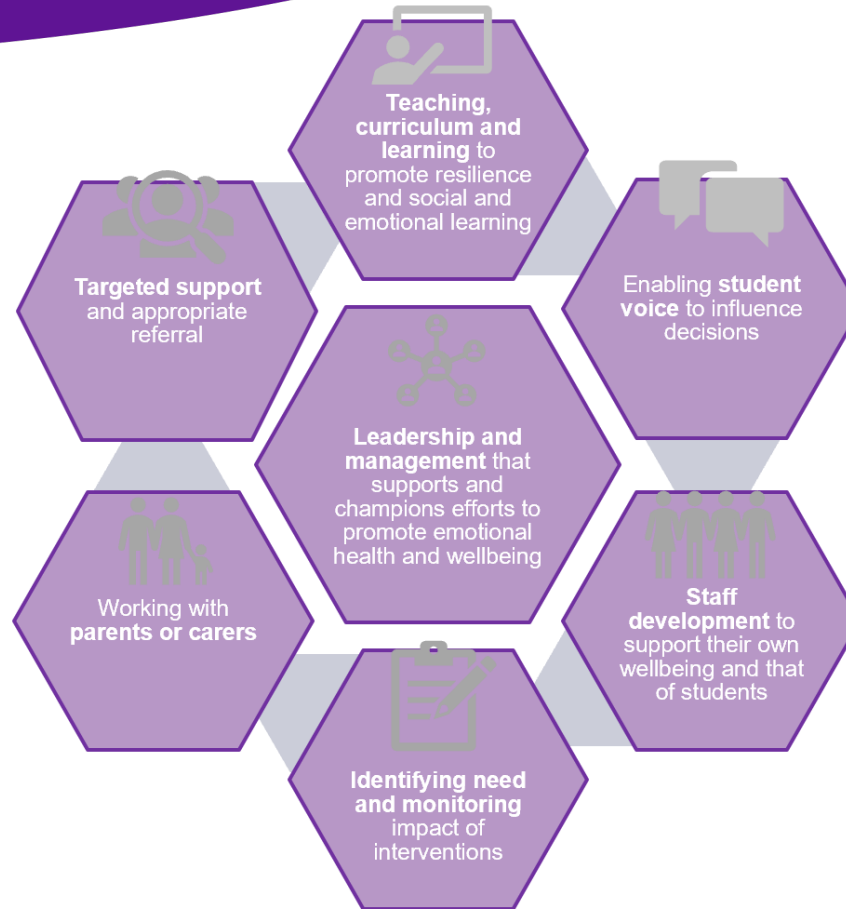 Teaching,
curriculum and
learning to
promote resilience
and social and
emotional learning
Targeted support
and appropriate
referral
Enabling student
voice to influence
decisions
Leadership and
management that
supports and
champions efforts to
promote emotional
health and wellbeing
Working with
parents or carers
Staff
development to
support their own
wellbeing and that
of students
Identifying need
and monitoring
impact of
interventions